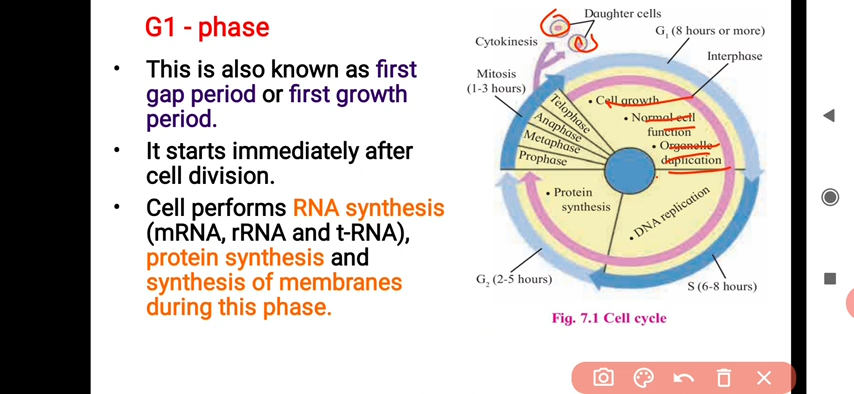 G1 - phase
• This is also known as first
gap period or first growth
period.
• It starts immediately after
cell division.
• Cell performs RNA synthesis
(mRNA, rRNA and t-RNA),
protein synthesis and
synthesis of membranes
during this phase.
Daughter cells
Cytokinesis
G₁ (8 hours or more)
Interphase
Mitosis
(1-3 hours)
Telophase
Anaphase
Metaphase
Prophase
• Cell growth
• Normal cell
function
• Organelle
duplication
• Protein
synthesis
• DNA replication
G₂ (2-5 hours)
S (6-8 hours)
Fig. 7.1 Cell cycle